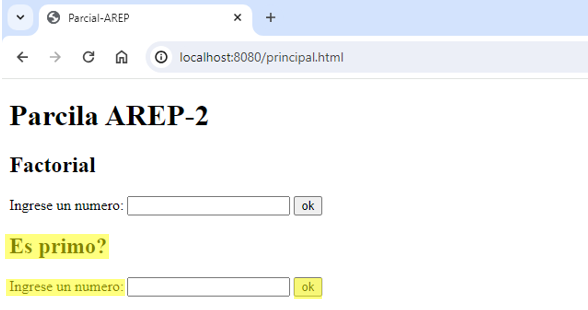 Parcial-AREP
localhost:8080/principal.html
Parcila AREP-2
Factorial
Ingrese un numero: ok
Es primo?
Ingrese un numero: ok